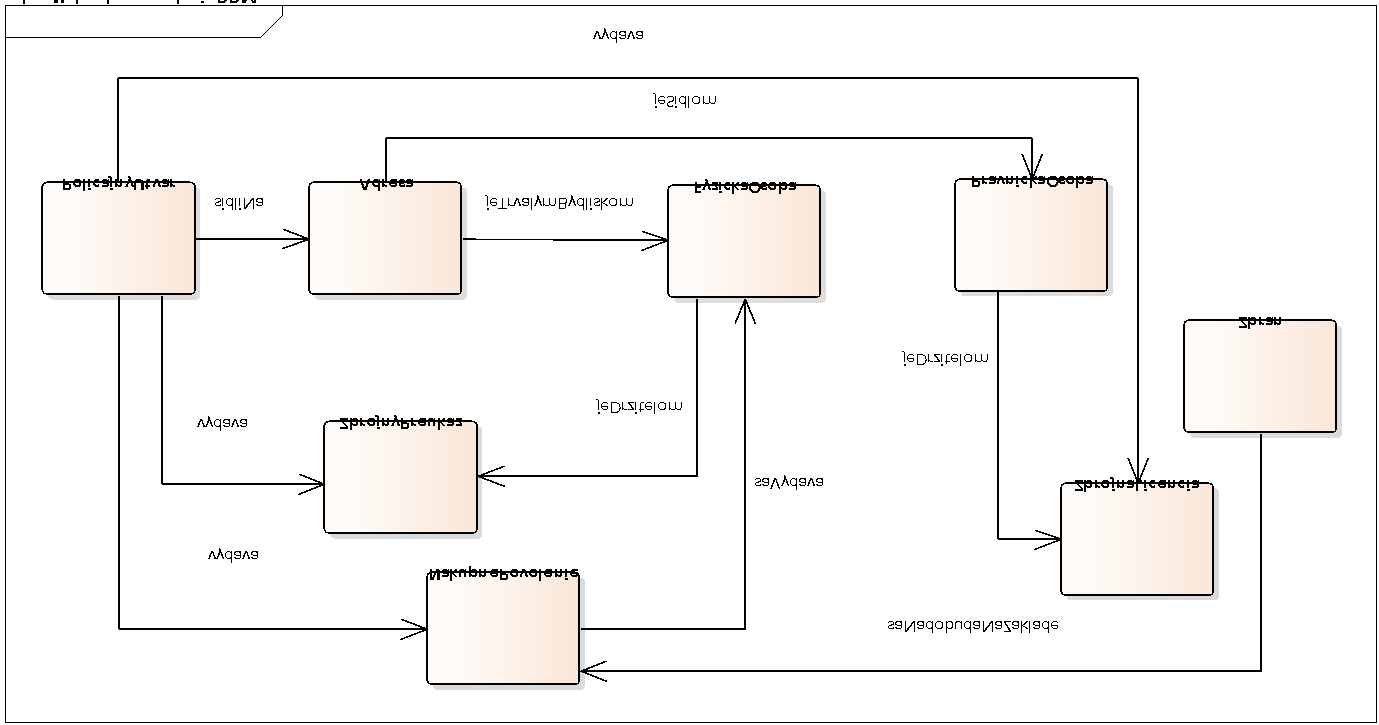 vydava
jeSidlom
PolicajnyUtvar
Adresa
FyzickaOsoba
PravnickaOsoba
sidliNa
jeTrvalymBydliskom
Zbran
jeDrzitelom
jeDrzitelom
vydava
ZbrojnyPreukaz
saVydava
ZbrojnaLicencia
vydava
NakupnePovolenie
saNadobudaNaZaklade